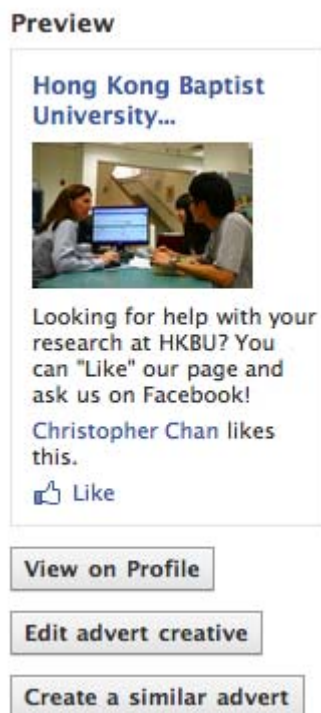 Preview
Hong Kong Baptist
University...
Looking for help with your
research at HKBU? You
can "Like" our page and
ask us on Facebook!
Christopher Chan likes
this.
Like
View on Profile
Edit advert creative
Create a similar advert